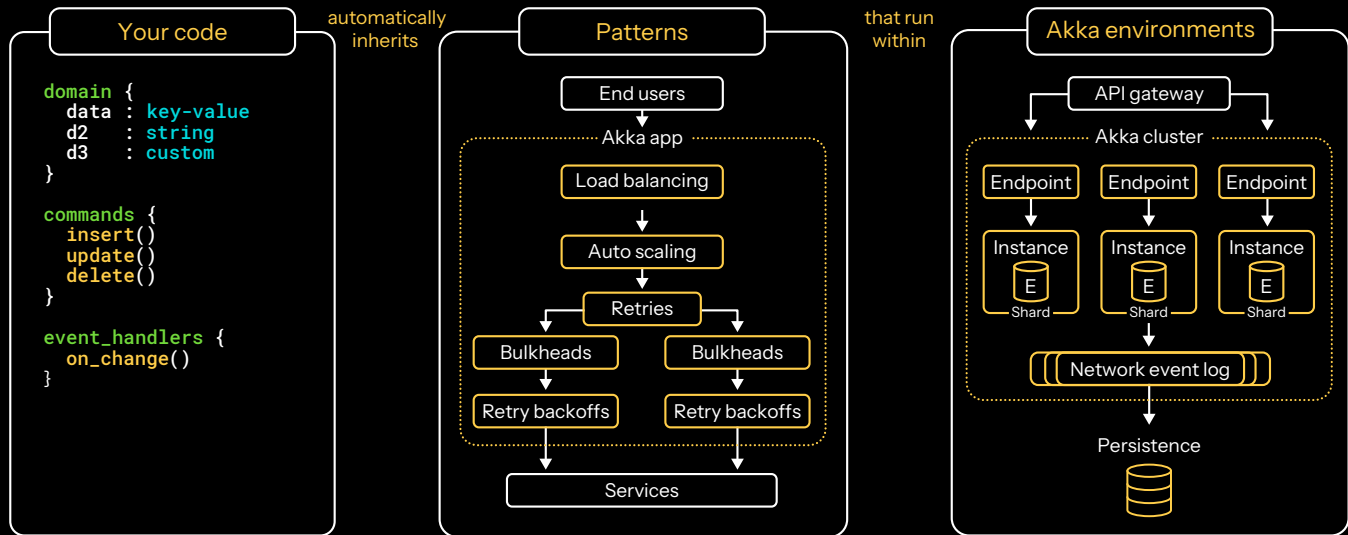 Your code
automatically
inherits
Patterns
that run
within
Akka environments
domain {
  data : key-value
  d2   : string
  d3   : custom
}
commands {
  insert()
  update()
  delete()
}
event_handlers {
  on_change()
}
End users
Akka app
Load balancing
Auto scaling
Retries
Bulkheads
Bulkheads
Retry backoffs
Retry backoffs
Services
API gateway
Akka cluster
Endpoint
Endpoint
Endpoint
Instance
Instance
Instance
E
E
E
Shard
Shard
Shard
Network event log
Persistence